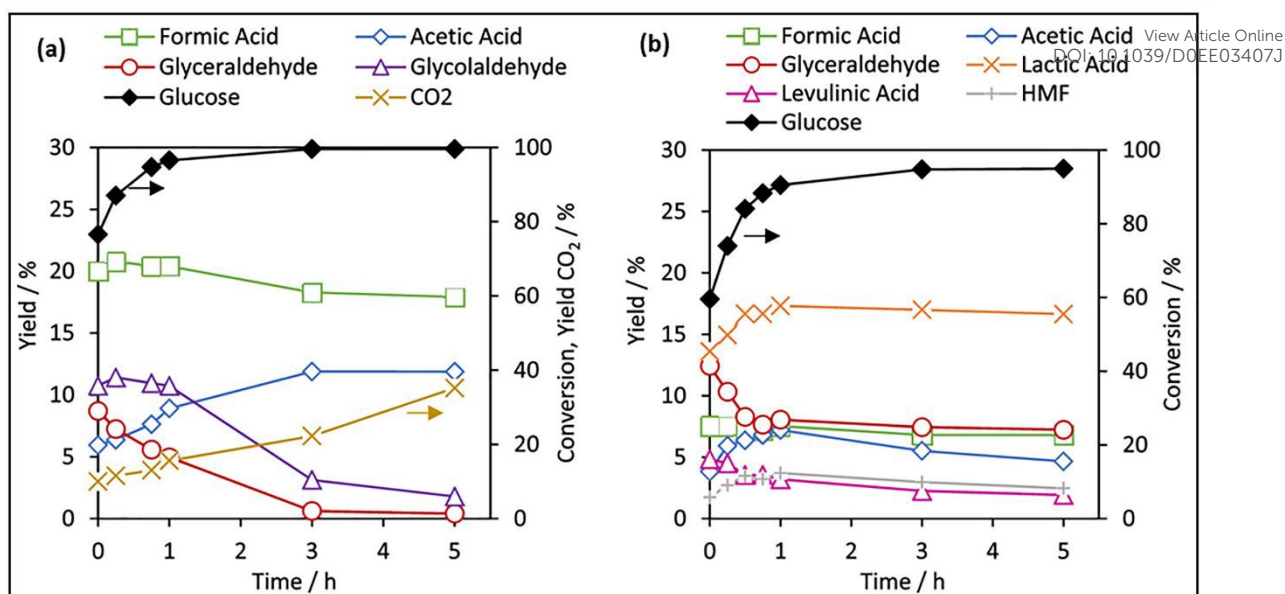 View Article Online
DOI: 10.1039/D0EE03407J
(a)
Formic Acid
Acetic Acid
Glyceraldehyde
Glycolaldehyde
Glucose
CO2
30
25
20
15
10
5
0
Yield / %
100
80
60
40
20
0
Conversion, Yield CO₂ / %
0
1
2
3
4
5
Time / h
(b)
Formic Acid
Acetic Acid
Glyceraldehyde
Lactic Acid
Levulinic Acid
HMF
Glucose
30
25
20
15
10
5
0
Yield / %
100
80
60
40
20
0
Conversion / %
0
1
2
3
4
5
Time / h